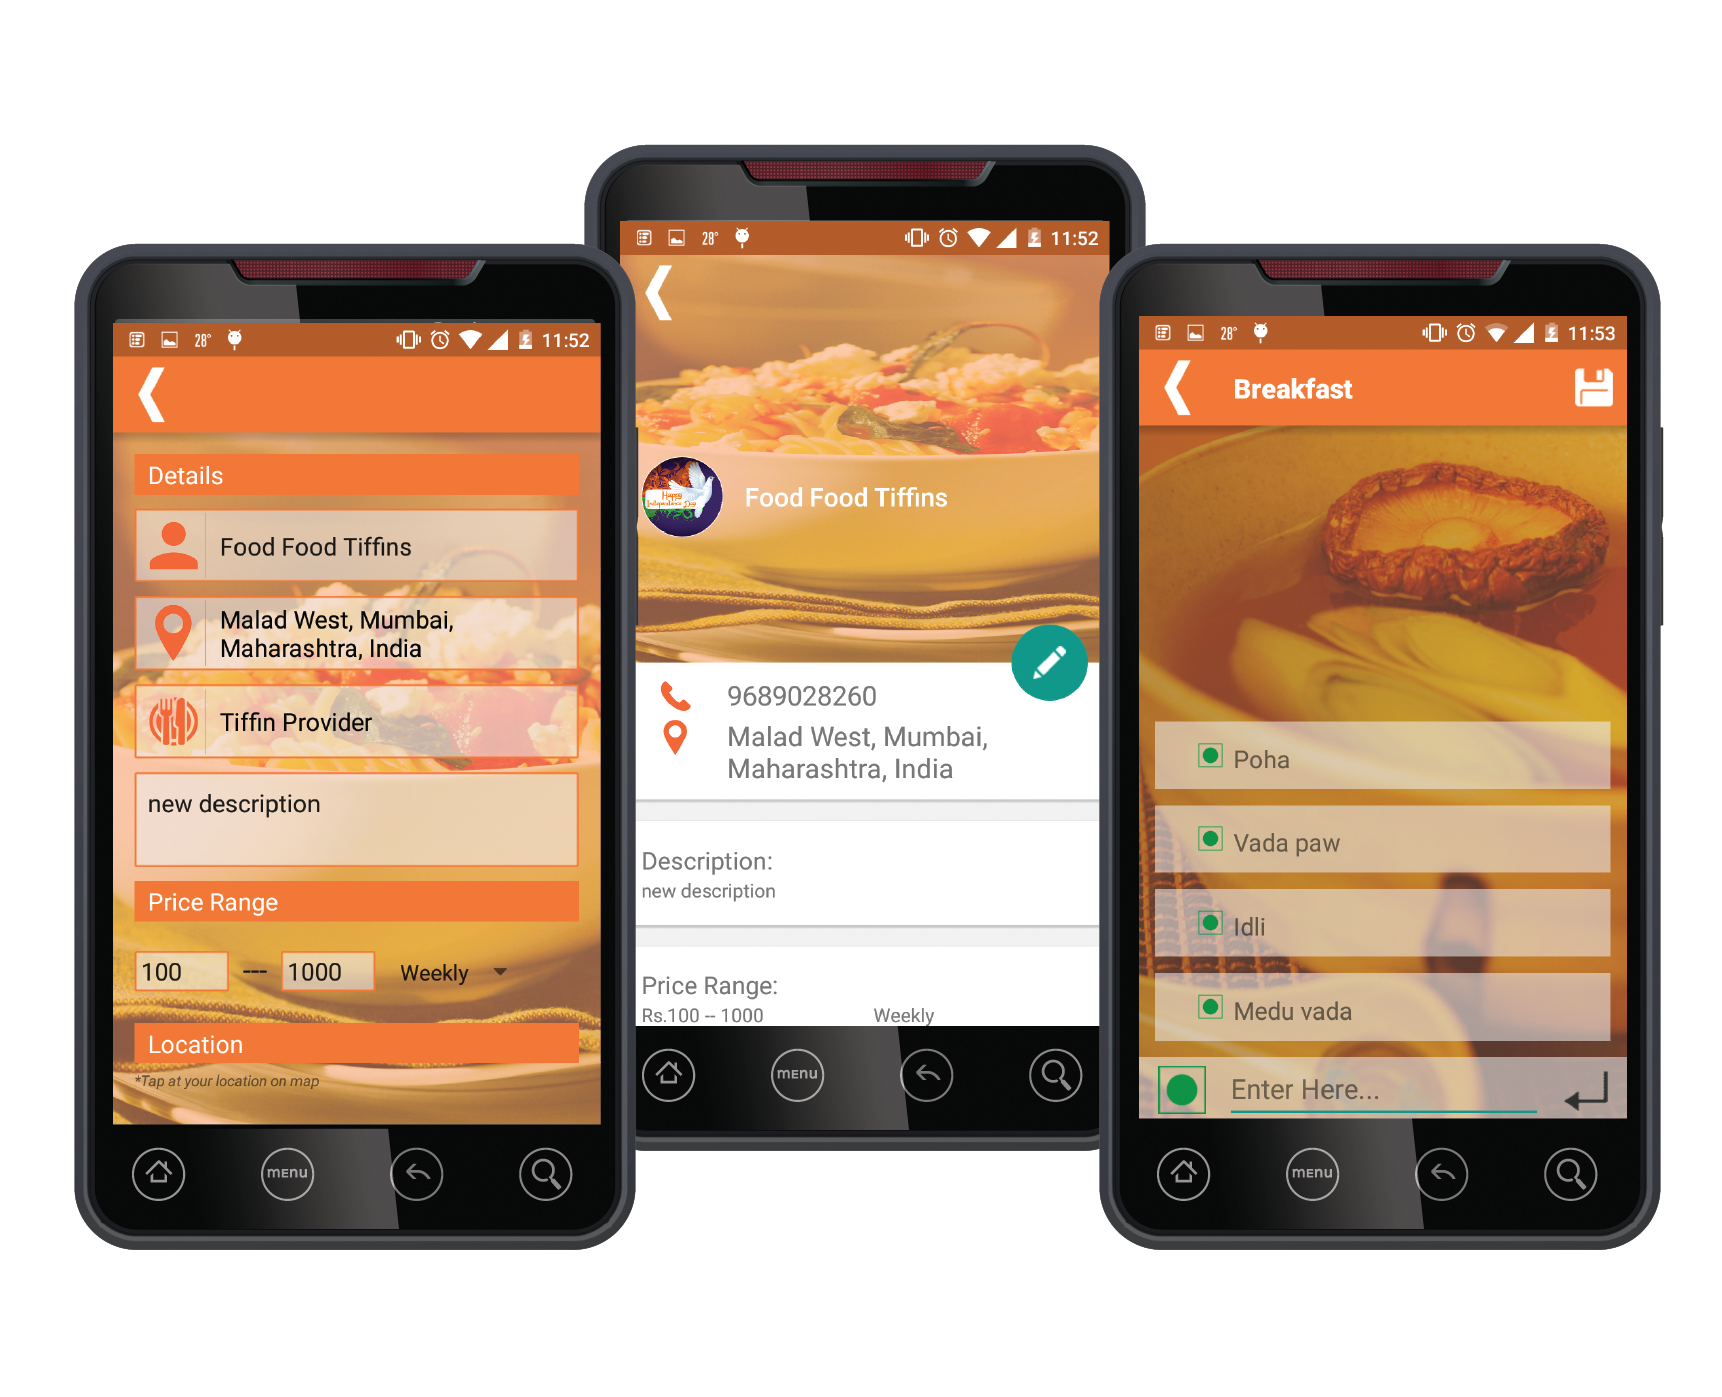 28° 11:52
Details
Food Food Tiffins
Malad West, Mumbai,
Maharashtra, India
Tiffin Provider
new description
Price Range
100 --- 1000 Weekly
Location
*Tap at your location on map
MENU
28° 11:52
Happy
Independence Day
Food Food Tiffins
9689028260
Malad West, Mumbai,
Maharashtra, India
Description:
new description
Price Range:
Rs.100 -- 1000 Weekly
MENU
28° 11:53
Breakfast
Poha
Vada paw
Idli
Medu vada
Enter Here...
MENU